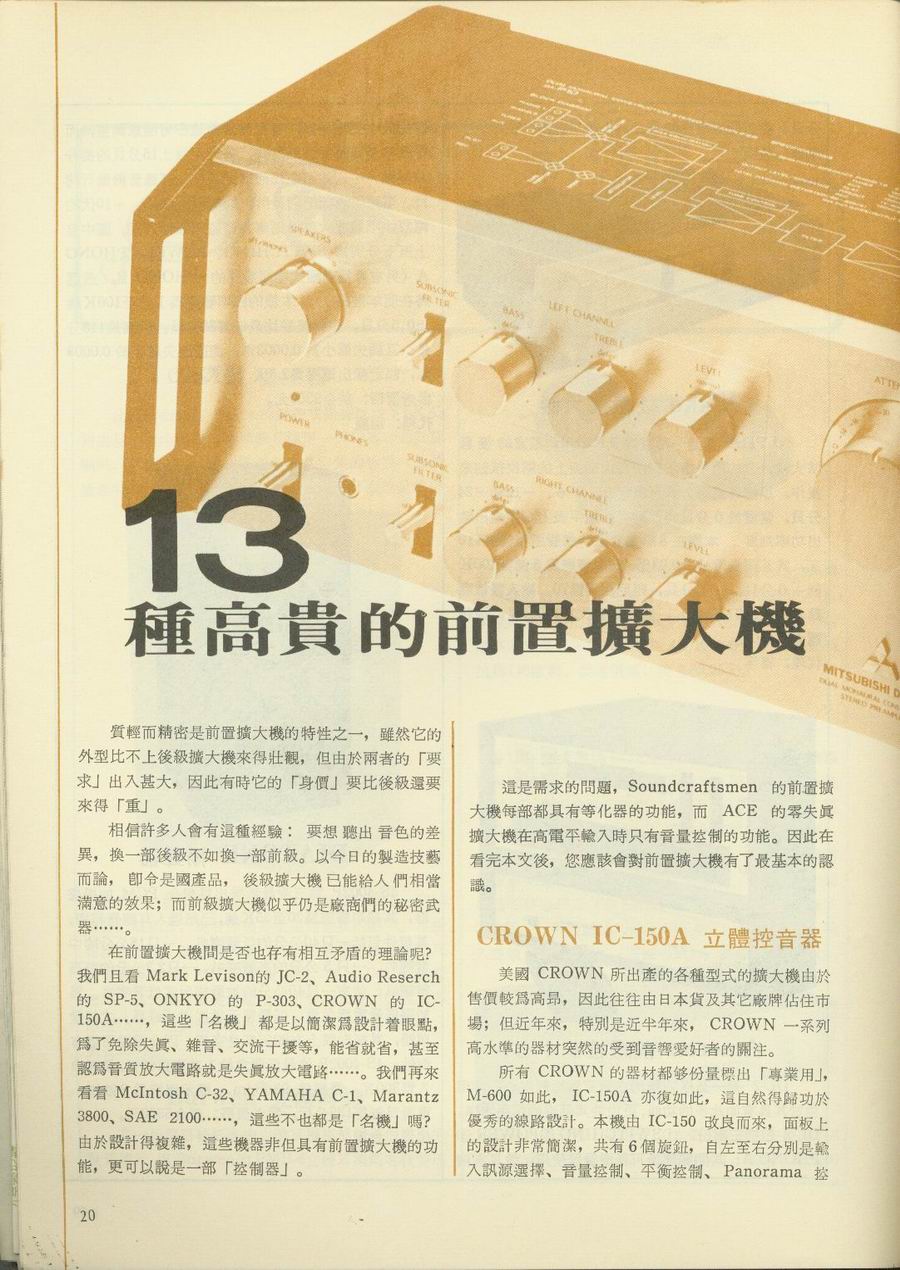 SPEAKERS
SUBSONIC
FILTER
BASS
LEFT CHANNEL
TREBLE
LEVEL
POWER
PHONES
SUBSONIC
FILTER
BASS
RIGHT CHANNEL
TREBLE
LEVEL
MITSUBISHI
13
種高貴的前置擴大機
質輕而精密是前置擴大機的特性之一，雖然它的
外型比不上後級擴大機來得壯觀，但由於兩者的「要
求」出入甚大，因此有時它的「身價」要比後級還要
來得「重」。
相信許多人會有這種經驗： 要想聽出音色的差
異，換一部後級不如換一部前級。以今日的製造技藝
而論， 卽令是國產品， 後級擴大機已能給人們相當
滿意的效果；而前級擴大機似乎仍是廠商們的秘密武
器……。
在前置擴大機間是否也存有相互矛盾的理論呢？
我們且看 Mark Levison的 JC-2、Audio Reserch
的 SP-5、ONKYO 的 P-303、CROWN 的 IC-
150A……，這些「名機」 都是以簡潔爲設計着眼點，
爲了免除失眞、雜音、交流干擾等，能省就省，甚至
認爲音質放大電路就是失眞放大電路……。我們再來
看看 McIntosh C-32、YAMAHA C-1、Marantz
3800、SAE 2100……，這些不也都是「名機」嗎？
由於設計得複雜，這些機器非但具有前置擴大機的功
能，更可以說是一部「控制器」。
這是需求的問題，Soundcraftsmen 的前置擴
大機每部都具有等化器的功能，而 ACE 的零失眞
擴大機在高電平輸入時只有音量控制的功能。因此在
看完本文後，您應該會對前置擴大機有了最基本的認
識。
CROWN IC-150A 立體控音器
美國 CROWN 所出產的各種型式的擴大機由於
售價較爲高昂，因此往往由日本貨及其它廠牌佔住市
場；但近年來，特別是近半年來， CROWN 一系列
高水準的器材突然的受到音響愛好者的關注。
所有 CROWN 的器材都够份量標出「專業用」，
M-600 如此， IC-150A 亦復如此，這自然得歸功於
優秀的線路設計。本機由 IC-150 改良而來，面板上
的設計非常簡潔，共有6個旋鈕，自左至右分別是輸
入訊源選擇、音量控制、平衡控制、 Panorama 控
20